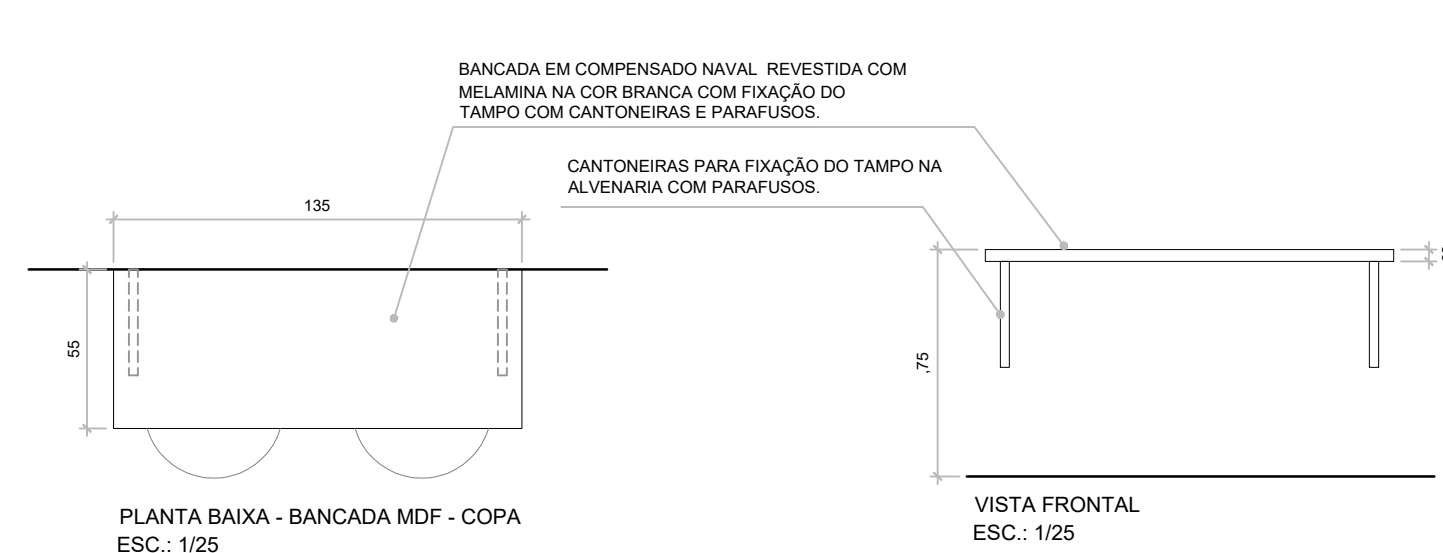 BANCADA EM COMPENSADO NAVAL REVESTIDA COM
MELAMINA NA COR BRANCA COM FIXAÇÃO DO
TAMPO COM CANTONEIRAS E PARAFUSOS.
CANTONEIRAS PARA FIXAÇÃO DO TAMPO NA
ALVENARIA COM PARAFUSOS.
135
55
,75
PLANTA BAIXA - BANCADA MDF - COPA
ESC.: 1/25
VISTA FRONTAL
ESC.: 1/25